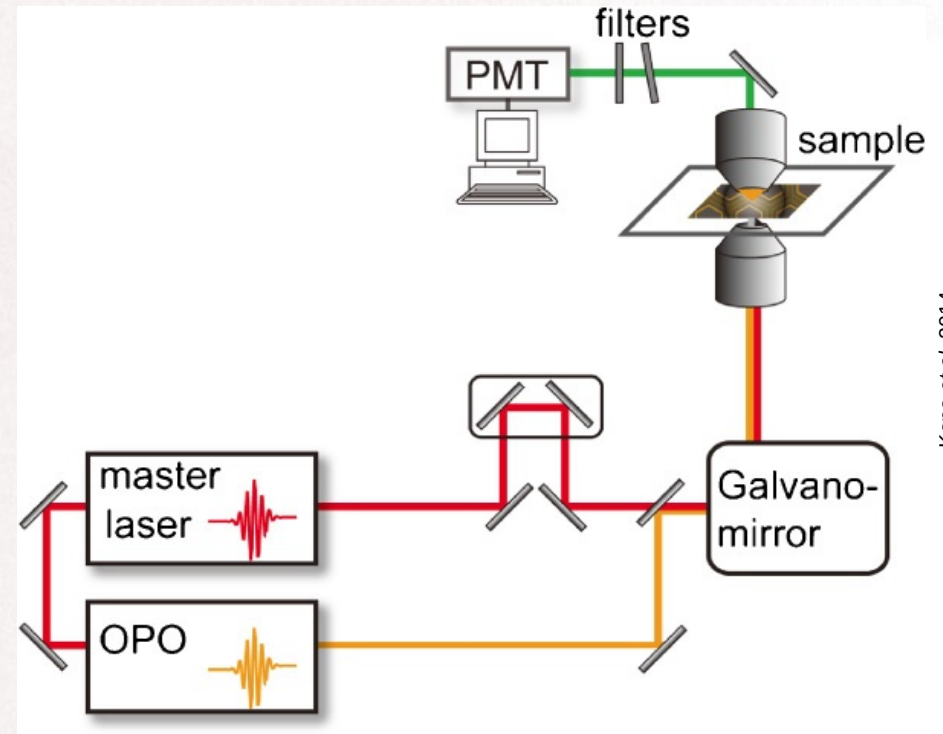 filters
PMT
sample
master
laser
Galvano-
mirror
OPO